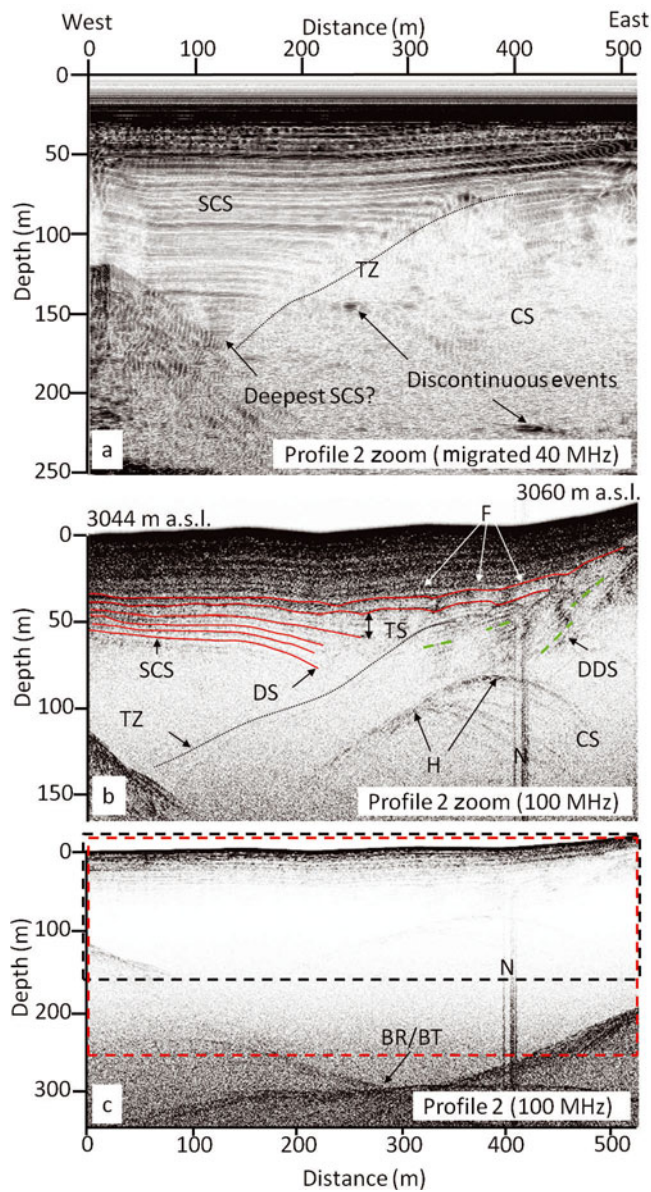 West East
Distance (m)
0 100 200 300 400 500
0
50
100
150
200
250
Depth (m)
SCS
TZ
CS
Deepest SCS?
Discontinuous events
a
Profile 2 zoom (migrated 40 MHz)
3044 m a.s.l.
3060 m a.s.l.
0
50
100
150
Depth (m)
F
TS
SCS
DS
DDS
TZ
H
N
CS
b
Profile 2 zoom (100 MHz)
0
100
200
300
Depth (m)
N
BR/BT
c
Profile 2 (100 MHz)
0 100 200 300 400 500
Distance (m)